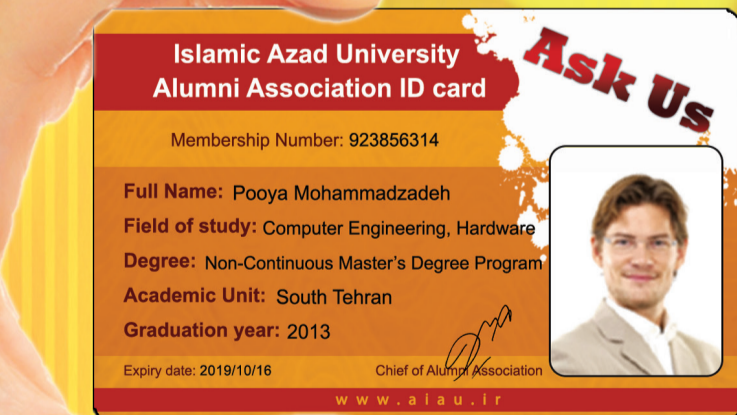 Islamic Azad University
Alumni Association ID card
Ask Us
Membership Number: 923856314
Full Name: Pooya Mohammadzadeh
Field of study: Computer Engineering, Hardware
Degree: Non-Continuous Master's Degree Program
Academic Unit: South Tehran
Graduation year: 2013
Expiry date: 2019/10/16
Chief of Alumni Association
www.aiau.ir